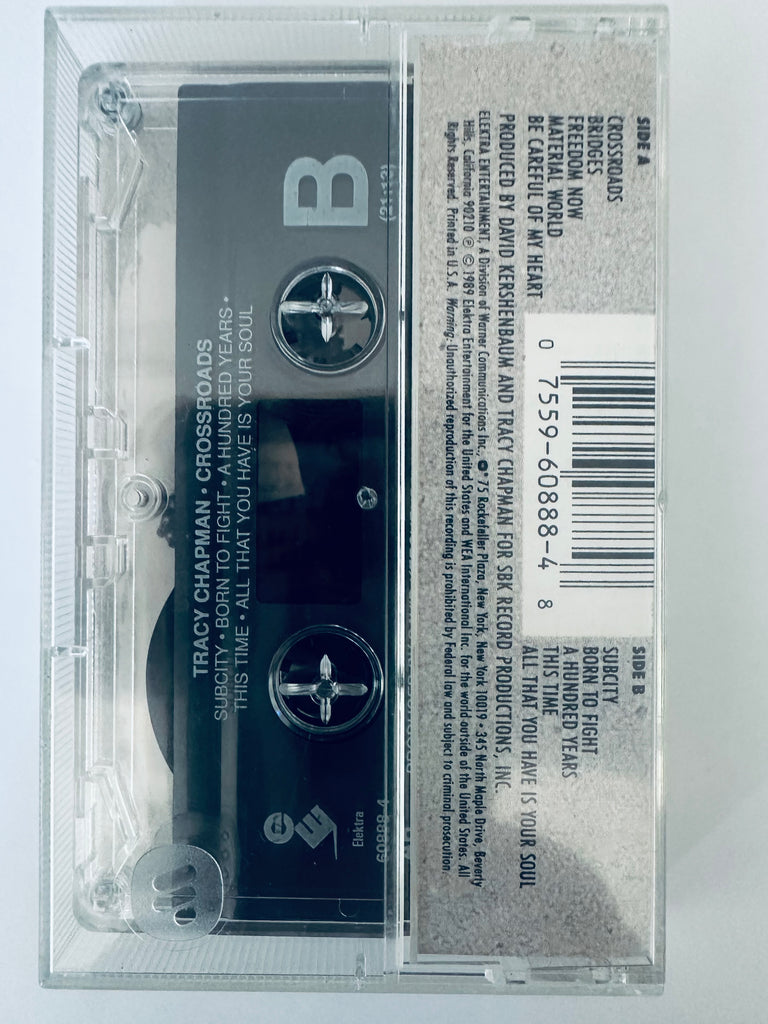 SIDE A
CROSSROADS
BRIDGES
FREEDOM NOW
MATERIAL WORLD
BE CAREFUL OF MY HEART
0 7559-60888-4 8
SIDE B
SUBCITY
BORN TO FIGHT
A HUNDRED YEARS
THIS TIME
ALL THAT YOU HAVE IS YOUR SOUL
PRODUCED BY DAVID KERSHENBAUM AND TRACY CHAPMAN FOR SBK RECORD PRODUCTIONS, INC.
ELEKTRA ENTERTAINMENT, A Division of Warner Communications Inc., 75 Rockefeller Plaza, New York, New York 10019 • 345 North Maple Drive, Beverly
Hills, California 90210 ℗ © 1989 Elektra Entertainment for the United States and WEA International Inc. for the world outside of the United States. All
Rights Reserved. Printed in U.S.A. Warning: Unauthorized reproduction of this recording is prohibited by Federal law and subject to criminal prosecution.
B
(21:13)
TRACY CHAPMAN • CROSSROADS
SUBCITY • BORN TO FIGHT • A HUNDRED YEARS •
THIS TIME • ALL THAT YOU HAVE IS YOUR SOUL
Elektra
60888-4